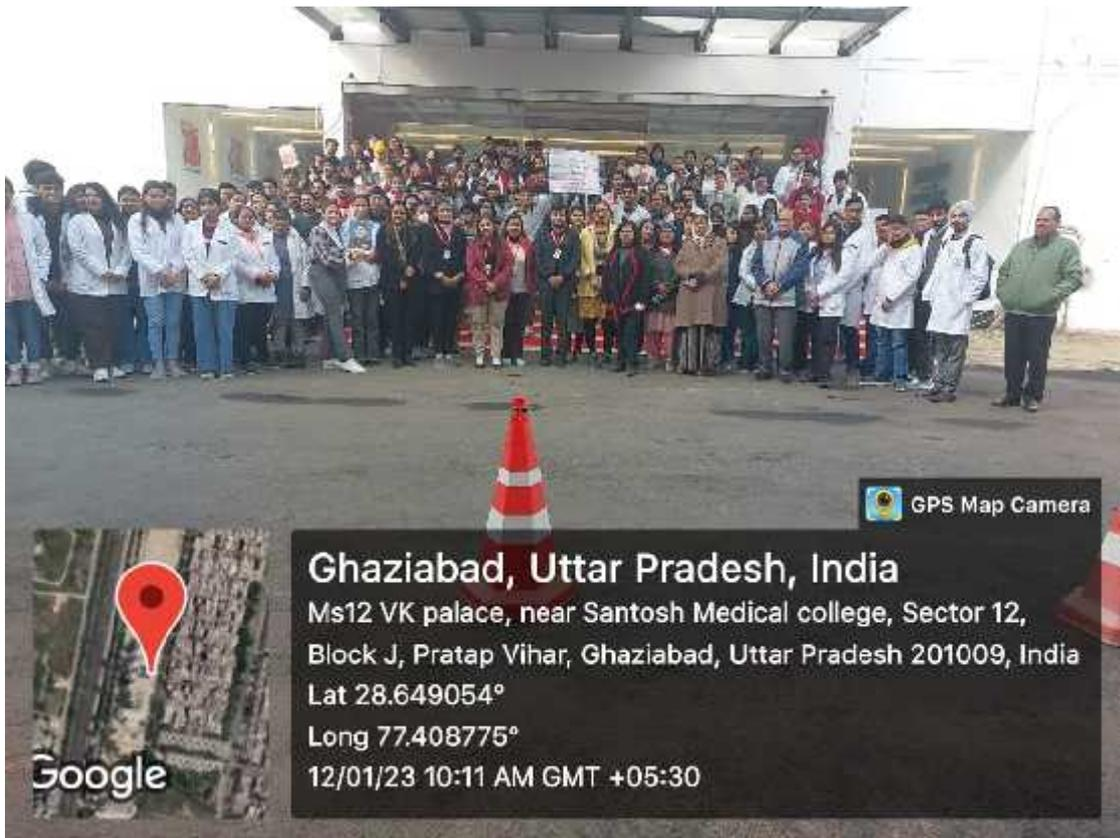 GPS Map Camera
Ghaziabad, Uttar Pradesh, India
Ms12 VK palace, near Santosh Medical college, Sector 12,
Block J, Pratap Vihar, Ghaziabad, Uttar Pradesh 201009, India
Lat 28.649054°
Long 77.408775°
12/01/23 10:11 AM GMT +05:30
Google